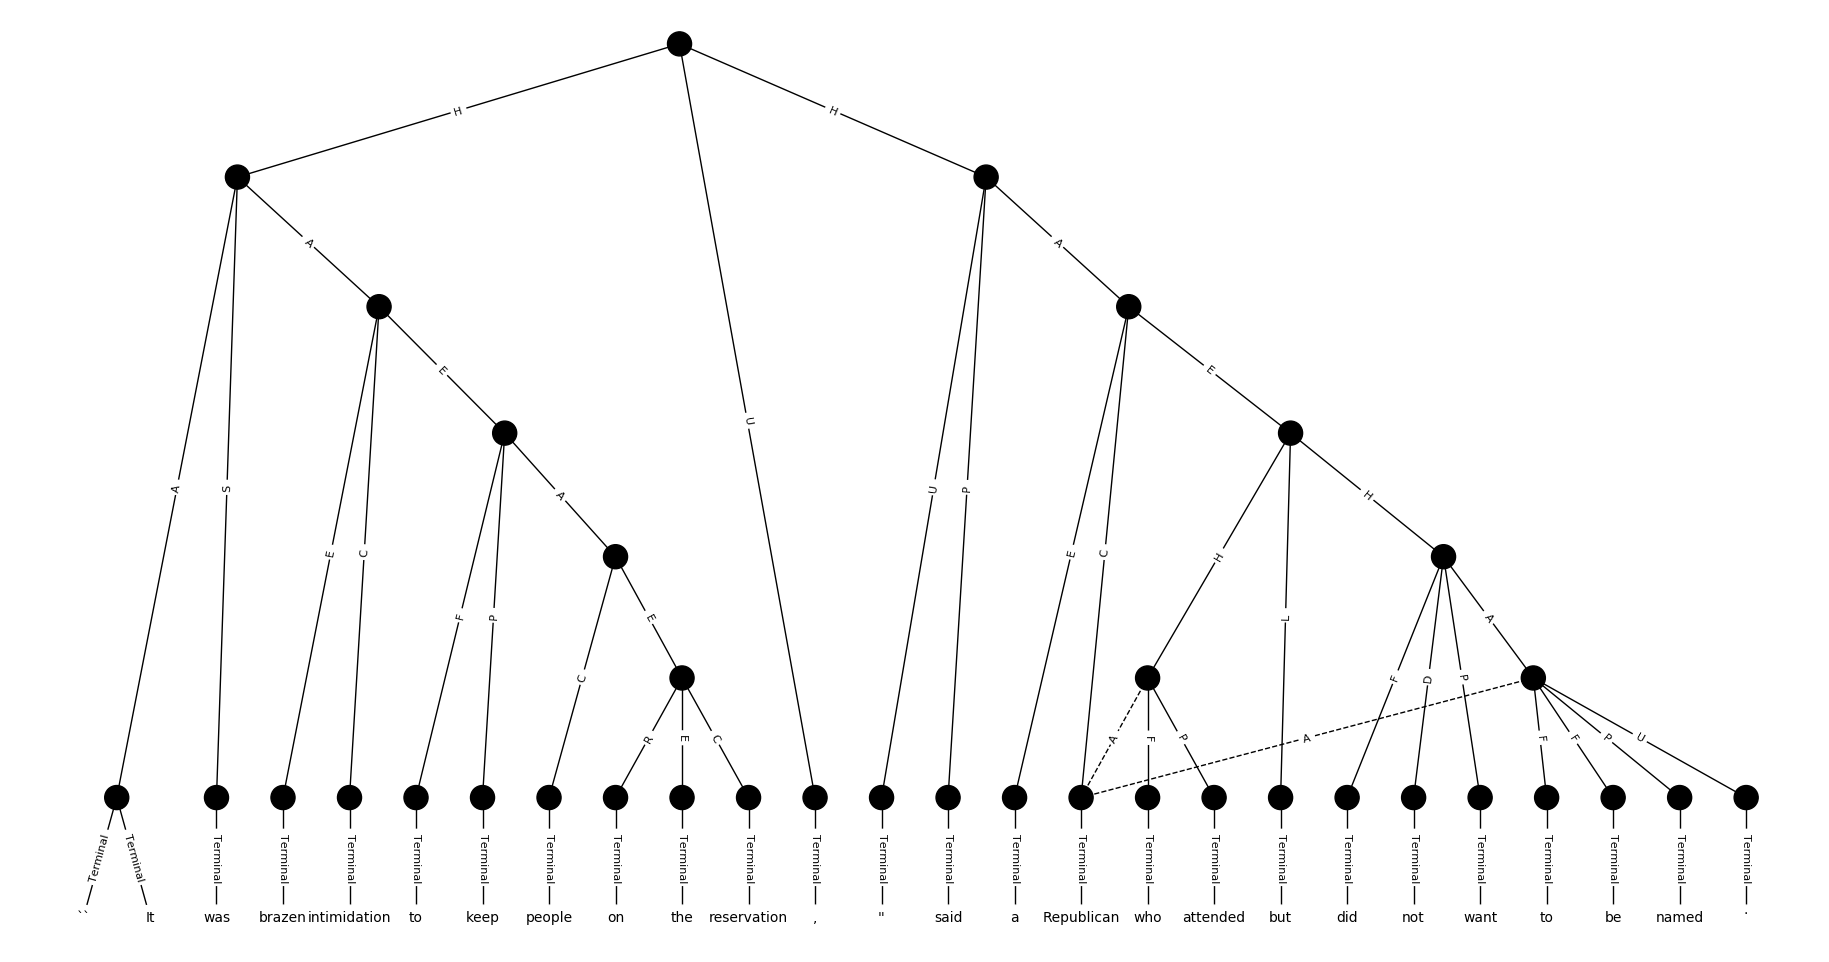 H H
A A
E E
A S U U P H
E C E C H
F P A L A
C E F D P
R E C A F P A F F P U
Terminal Terminal Terminal Terminal Terminal Terminal Terminal Terminal Terminal Terminal Terminal Terminal Terminal Terminal Terminal Terminal Terminal Terminal Terminal Terminal Terminal Terminal Terminal Terminal Terminal Terminal
`` It was brazen intimidation to keep people on the reservation , " said a Republican who attended but did not want to be named .